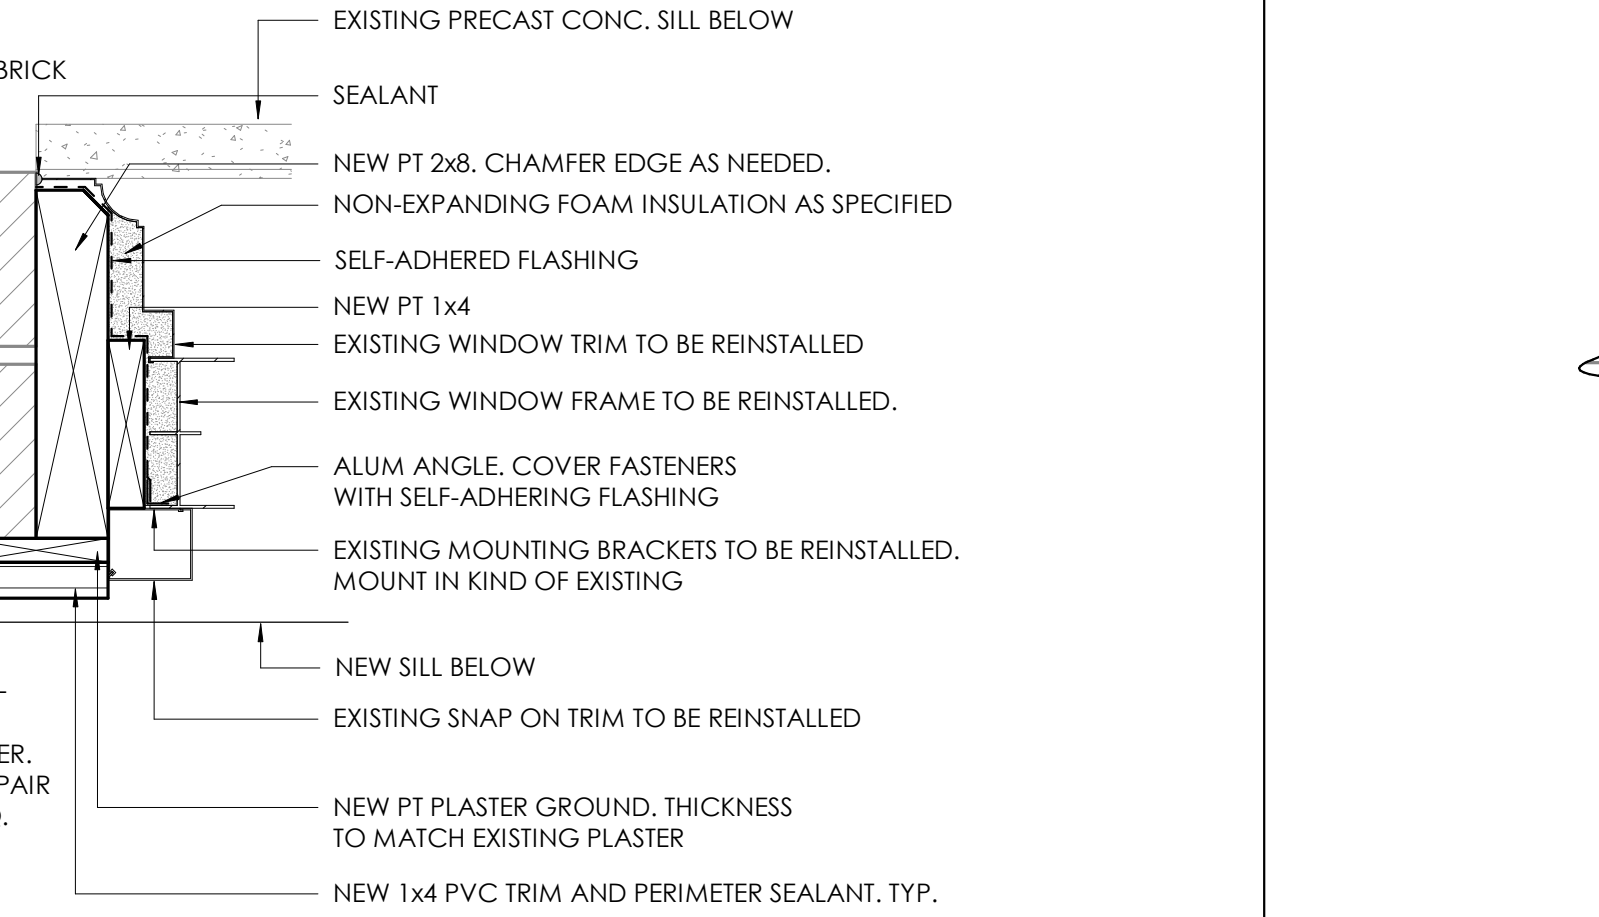 EXISTING PRECAST CONC. SILL BELOW
BRICK
SEALANT
NEW PT 2x8. CHAMFER EDGE AS NEEDED.
NON-EXPANDING FOAM INSULATION AS SPECIFIED
SELF-ADHERED FLASHING
NEW PT 1x4
EXISTING WINDOW TRIM TO BE REINSTALLED
EXISTING WINDOW FRAME TO BE REINSTALLED.
ALUM ANGLE. COVER FASTENERS
WITH SELF-ADHERING FLASHING
EXISTING MOUNTING BRACKETS TO BE REINSTALLED.
MOUNT IN KIND OF EXISTING
NEW SILL BELOW
EXISTING SNAP ON TRIM TO BE REINSTALLED
ER.
PAIR
NEW PT PLASTER GROUND. THICKNESS
TO MATCH EXISTING PLASTER
NEW 1x4 PVC TRIM AND PERIMETER SEALANT. TYP.